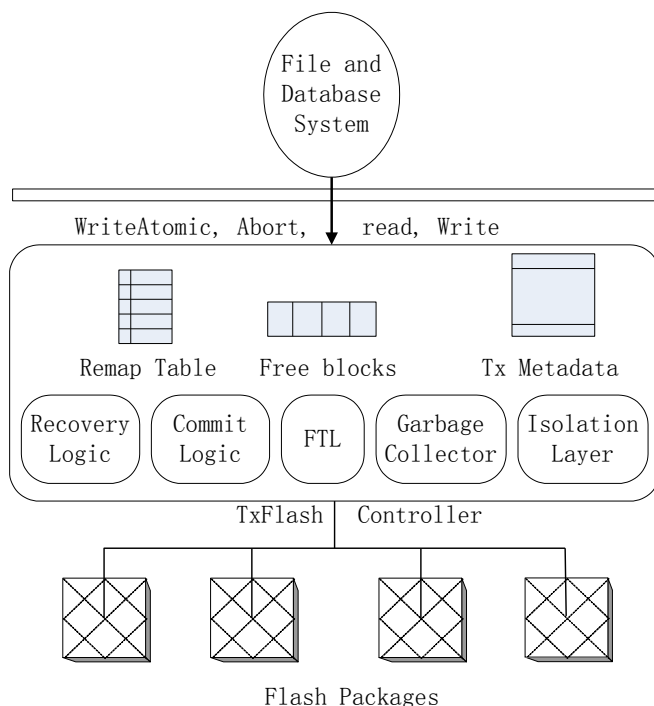 File and
Database
System
WriteAtomic, Abort, read, Write
Remap Table
Free blocks
Tx Metadata
Recovery
Logic
Commit
Logic
FTL
Garbage
Collector
Isolation
Layer
TxFlash Controller
Flash Packages